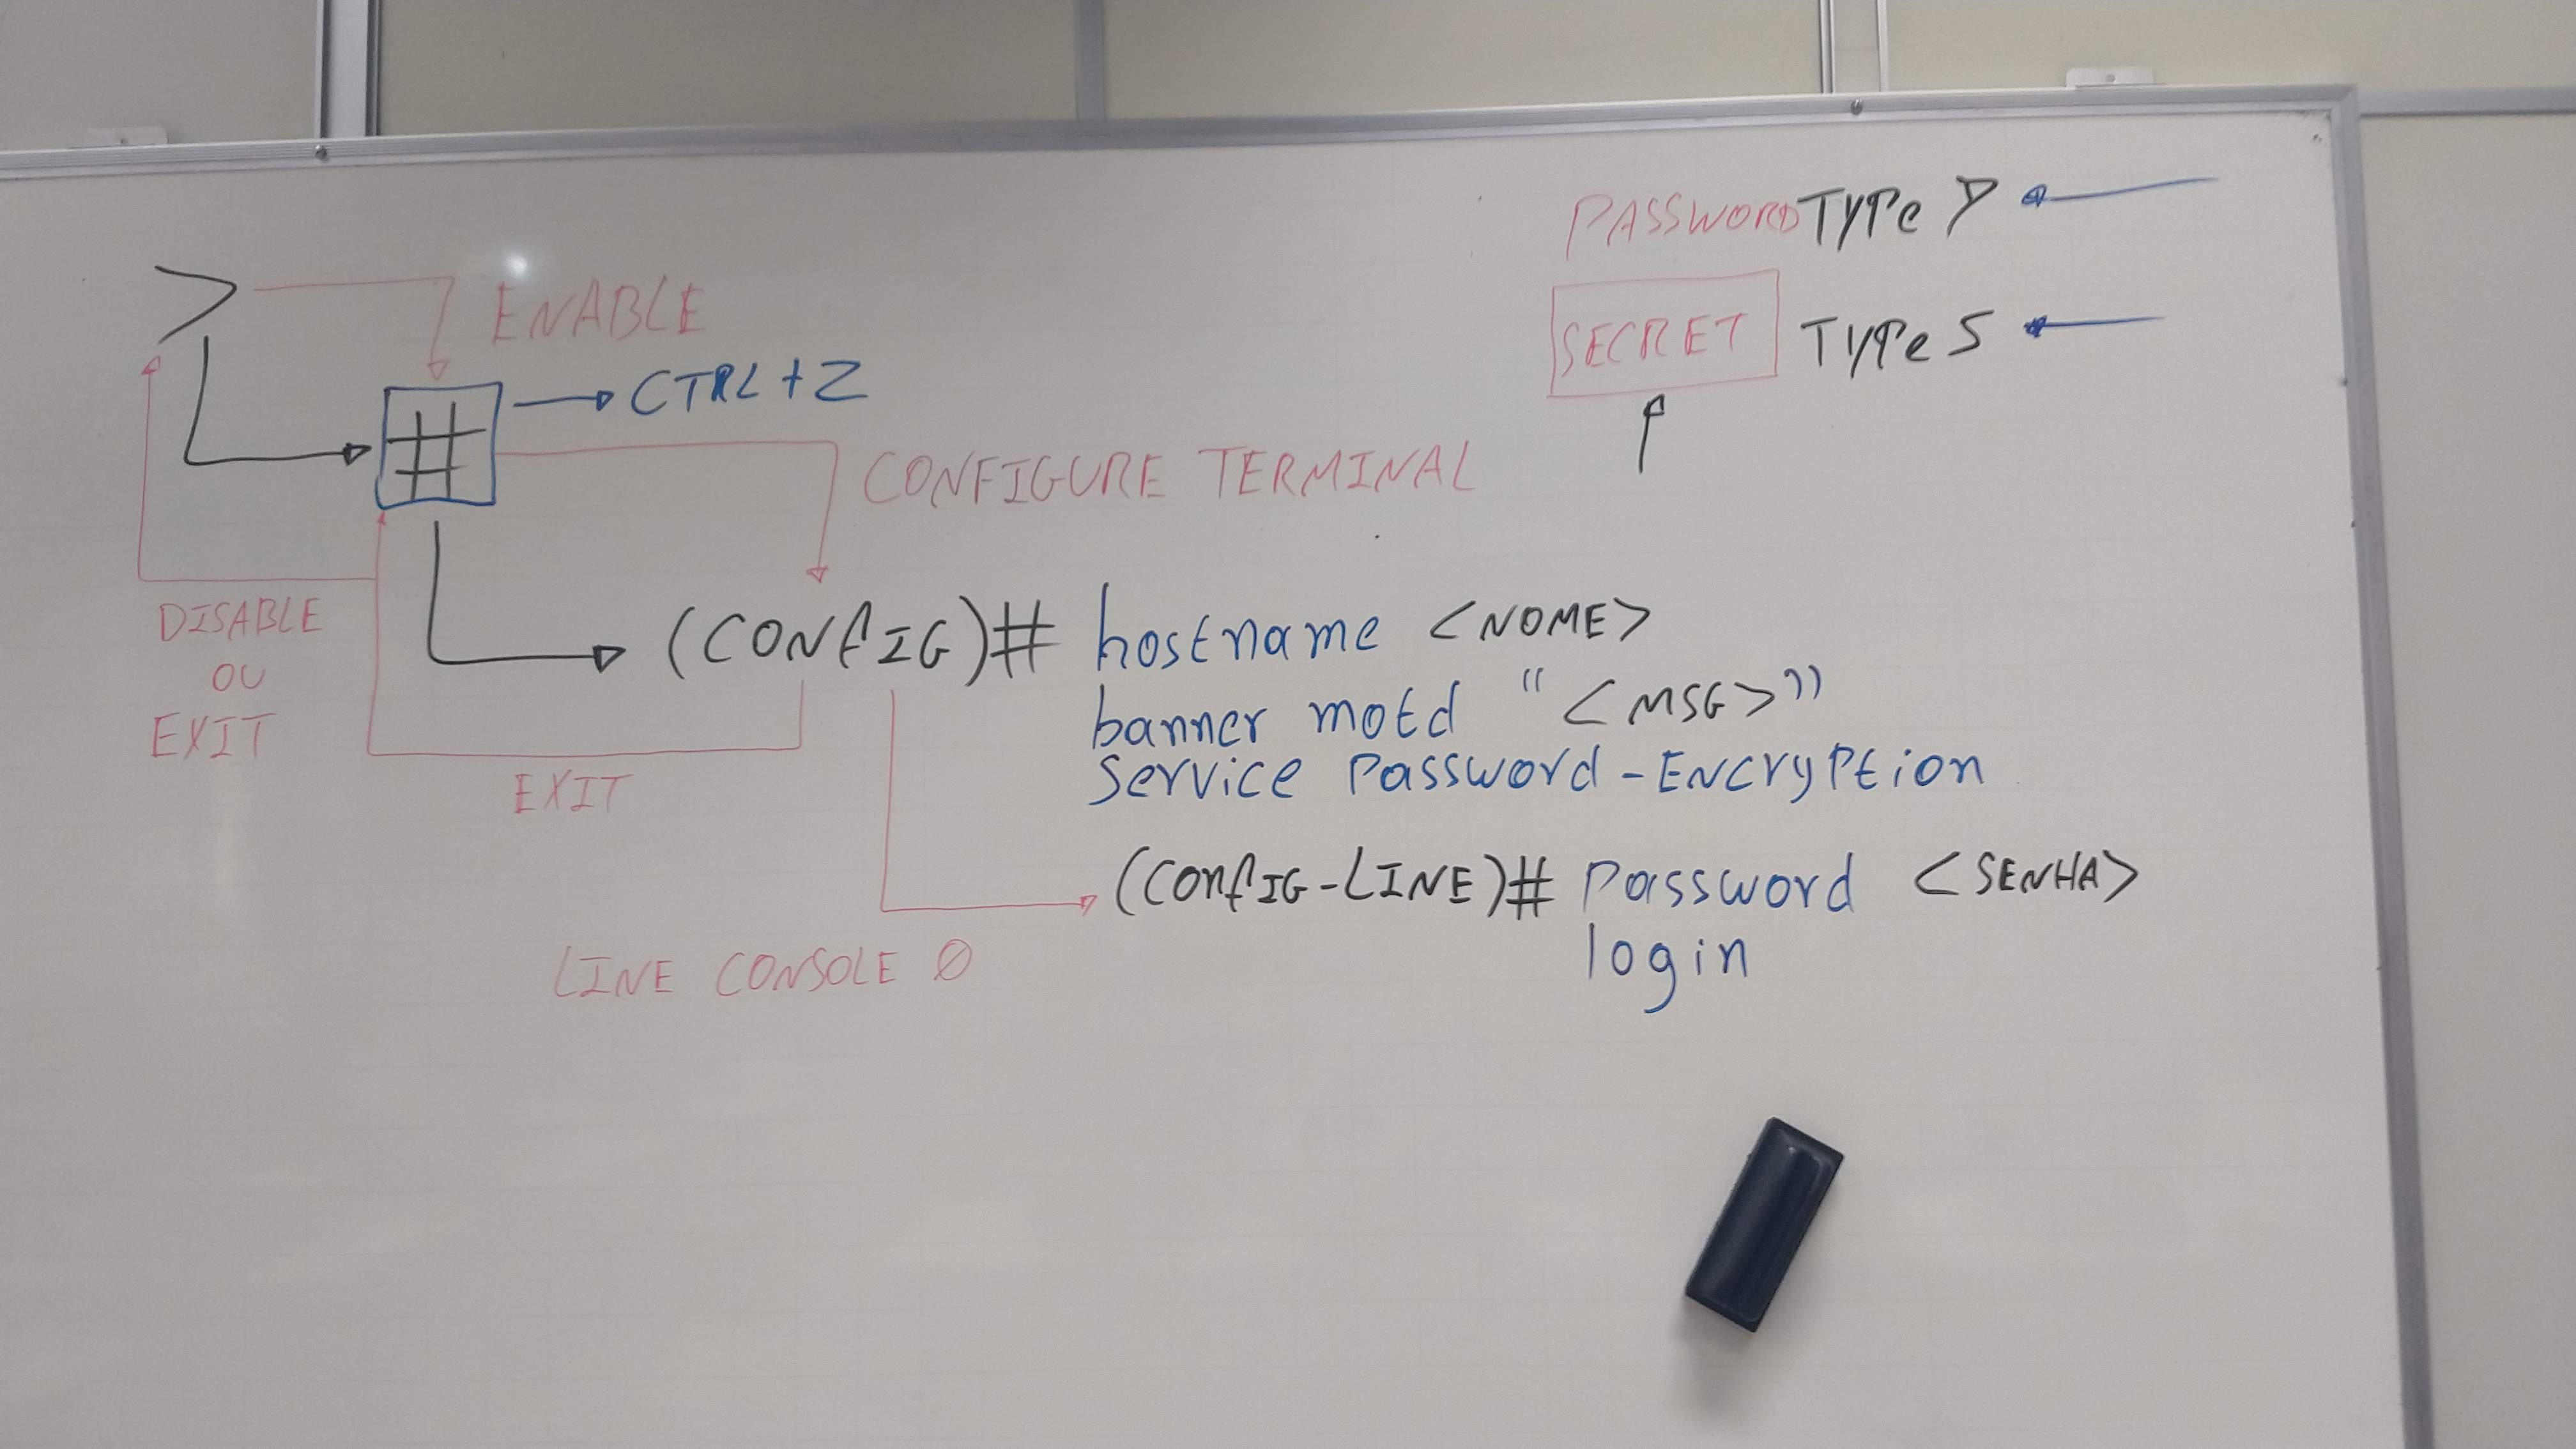 PASSWORD TYPE 7
> ENABLE
SECRET TYPE 5
# CTRL+Z
CONFIGURE TERMINAL
DISABLE
OU
EXIT
(CONFIG)# hostname <NOME>
banner motd "<MSG>"
Service Password-ENCRYPtion
EXIT
(CONFIG-LINE)# Password <SENHA>
login
LINE CONSOLE 0